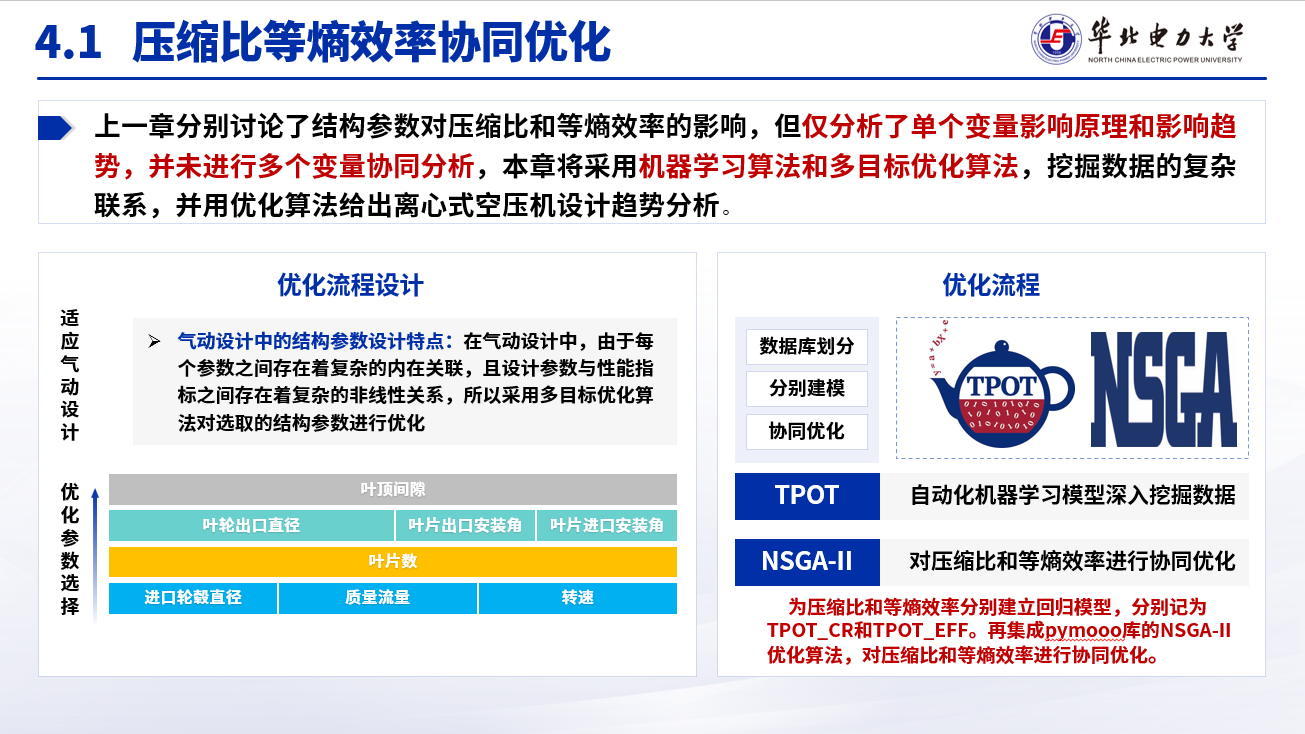 4.1 压缩比等熵效率协同优化
华北电力大学
NORTH CHINA ELECTRIC POWER UNIVERSITY
上一章分别讨论了结构参数对压缩比和等熵效率的影响，但仅分析了单个变量影响原理和影响趋
势，并未进行多个变量协同分析，本章将采用机器学习算法和多目标优化算法，挖掘数据的复杂
联系，并用优化算法给出离心式空压机设计趋势分析。
优化流程设计
适应气动设计
➢ 气动设计中的结构参数设计特点：在气动设计中，由于每
个参数之间存在着复杂的内在关联，且设计参数与性能指
标之间存在着复杂的非线性关系，所以采用多目标优化算
法对选取的结构参数进行优化
优化参数选择
叶顶间隙
叶轮出口直径 叶片出口安装角 叶片进口安装角
叶片数
进口轮毂直径 质量流量 转速
优化流程
数据库划分
分别建模
协同优化
y=a+bx+e
TPOT
0101010
10101010
01010
NSGA
TPOT 自动化机器学习模型深入挖掘数据
NSGA-II 对压缩比和等熵效率进行协同优化
为压缩比和等熵效率分别建立回归模型，分别记为
TPOT_CR和TPOT_EFF。再集成pymooo库的NSGA-II
优化算法，对压缩比和等熵效率进行协同优化。